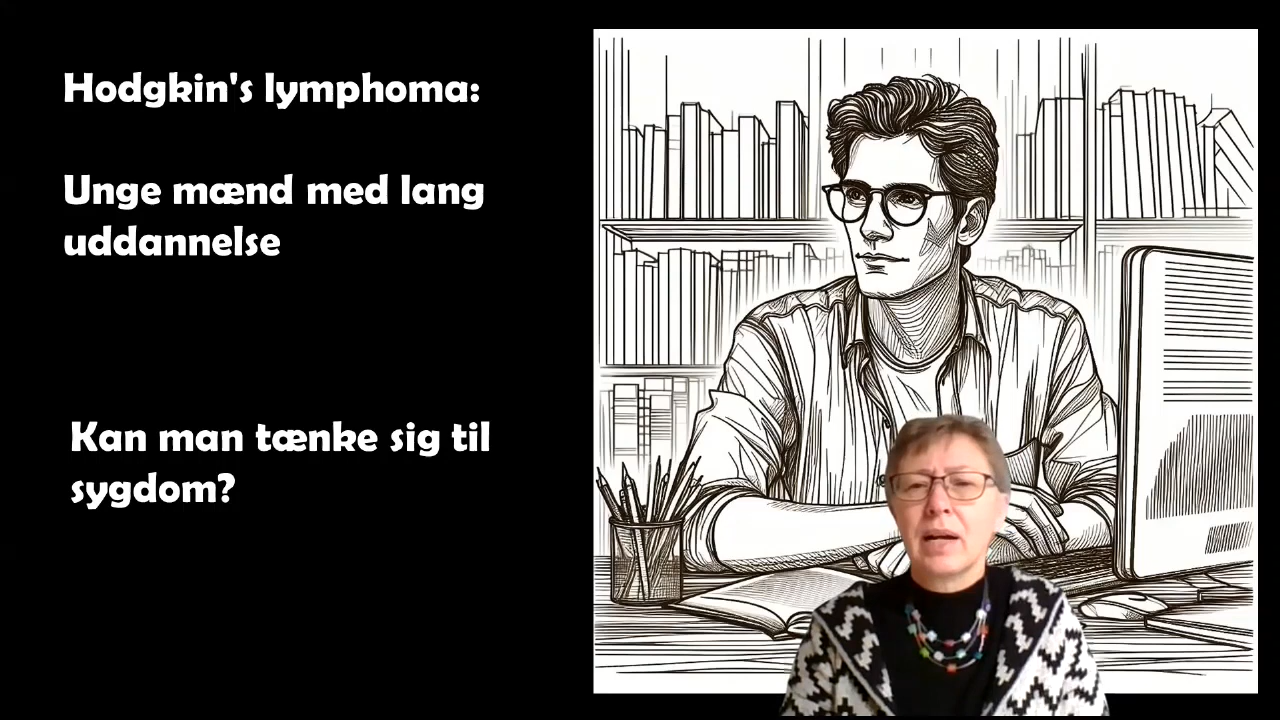 Hodgkin's lymphoma:
Unge mænd med lang
uddannelse
Kan man tænke sig til
sygdom?